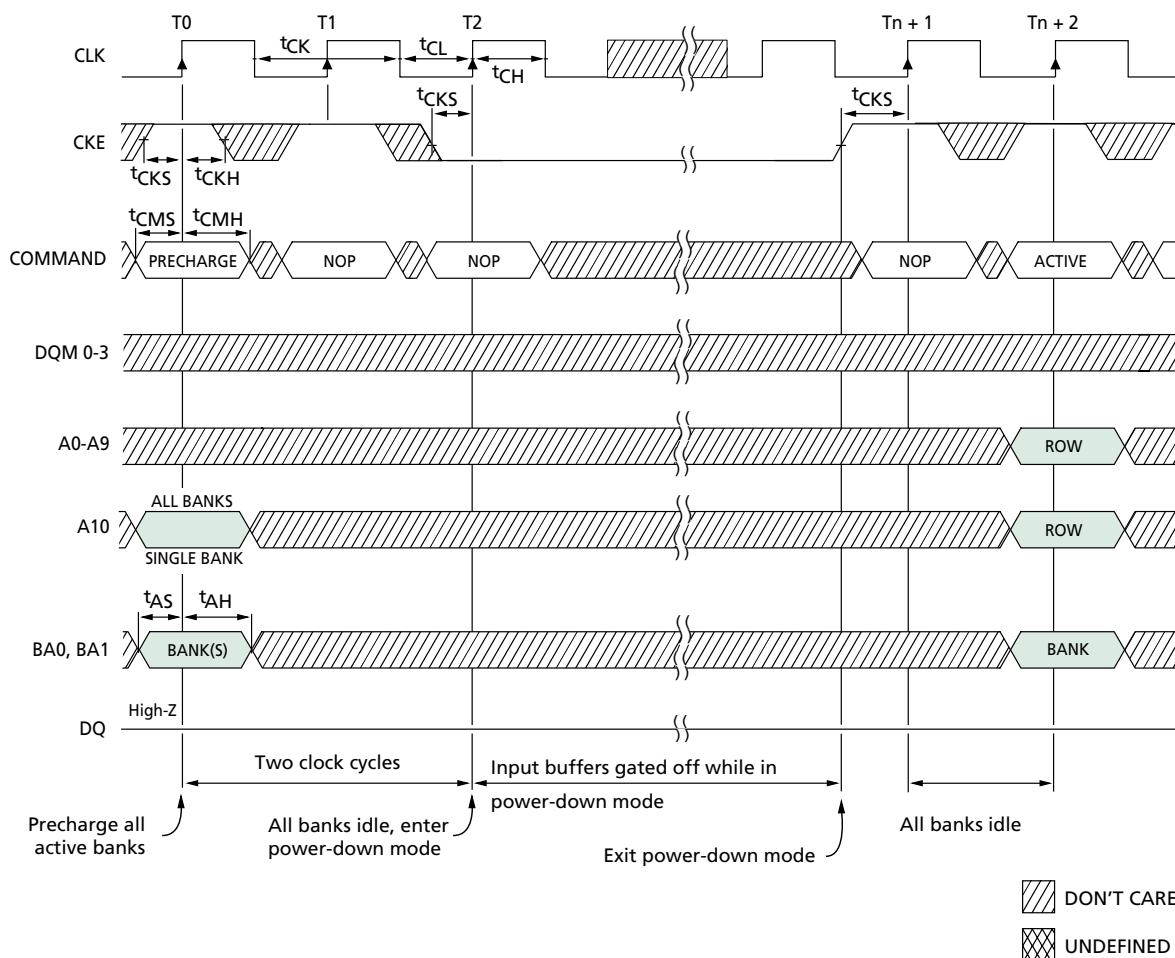 T0 T1 T2 Tn + 1 Tn + 2
CLK
tCK tCL
tCH
tCKS tCKS
CKE
tCKS tCKH
tCMS tCMH
COMMAND PRECHARGE NOP NOP NOP ACTIVE
DQM 0-3
A0-A9 ROW
ALL BANKS
A10 ROW
SINGLE BANK
tAS tAH
BA0, BA1 BANK(S) BANK
High-Z
DQ
Two clock cycles
Input buffers gated off while in
power-down mode
Precharge all
active banks
All banks idle, enter
power-down mode
Exit power-down mode
All banks idle
DON'T CARE
UNDEFINED